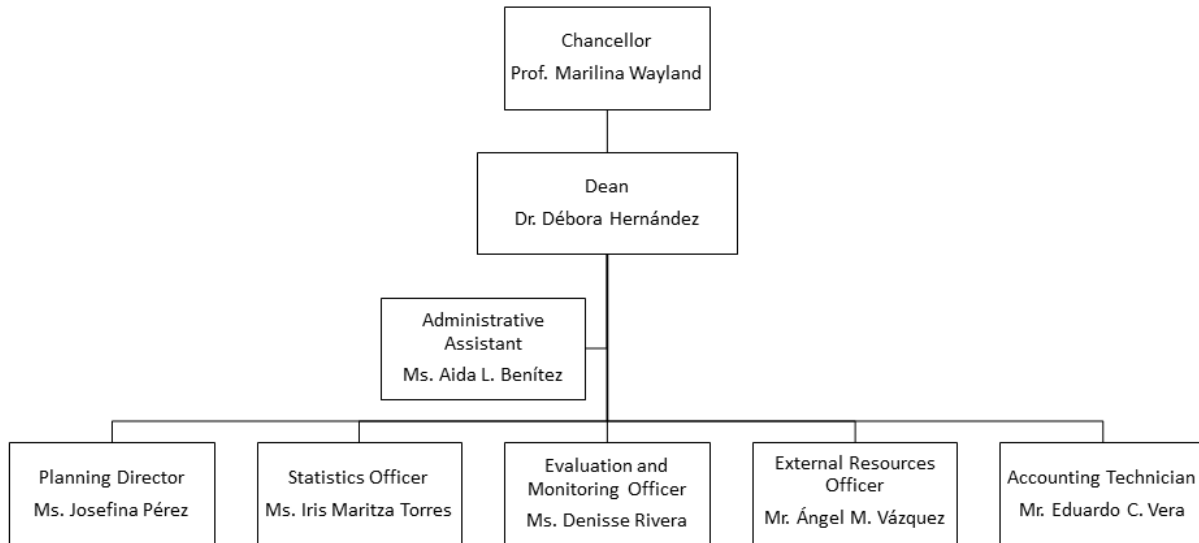 Chancellor
Prof. Marilina Wayland
Dean
Dr. Débora Hernández
Administrative
Assistant
Ms. Aida L. Benítez
Planning Director
Ms. Josefina Pérez
Statistics Officer
Ms. Iris Maritza Torres
Evaluation and
Monitoring Officer
Ms. Denisse Rivera
External Resources
Officer
Mr. Ángel M. Vázquez
Accounting Technician
Mr. Eduardo C. Vera